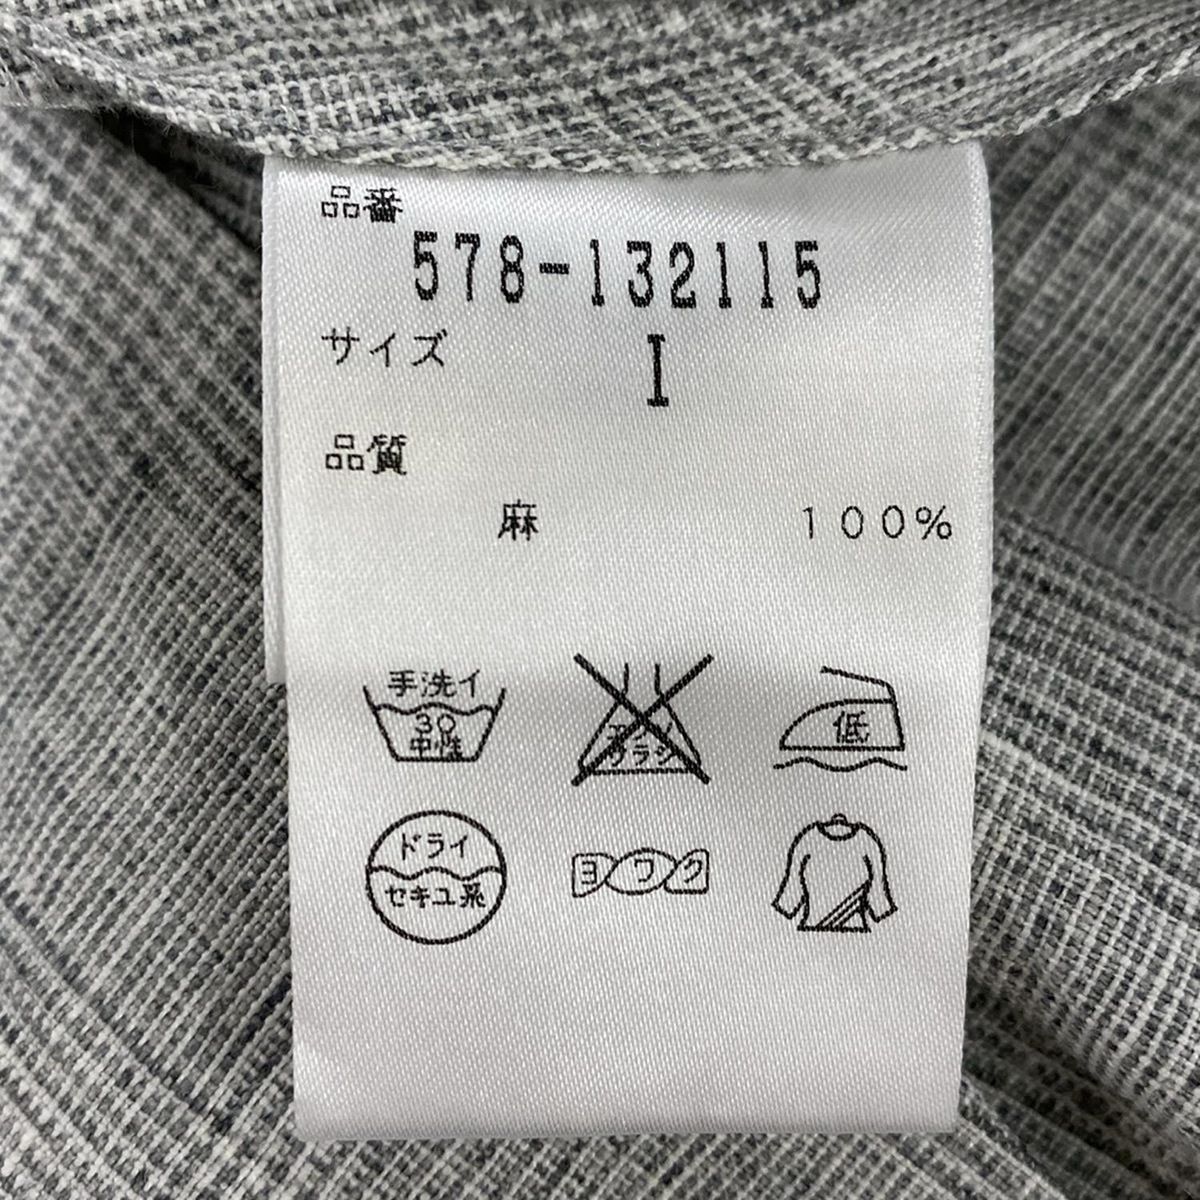 品番
578-132115
サイズ
I
品質
麻 100%
手洗イ
30
中性
エンソ
サラシ
低
ドライ
セキユ系
ヨワク